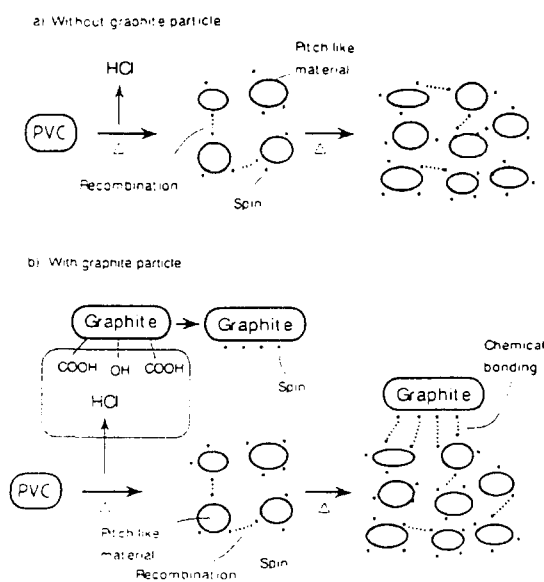 a) Without graphite particle
HCl
Pitch like
material
PVC
△
△
Recombination
Spin
b) With graphite particle
Graphite
Graphite
COOH
OH
COOH
Spin
HCl
Chemical
bonding
Graphite
PVC
△
△
Pitch like
material
Recombination
Spin